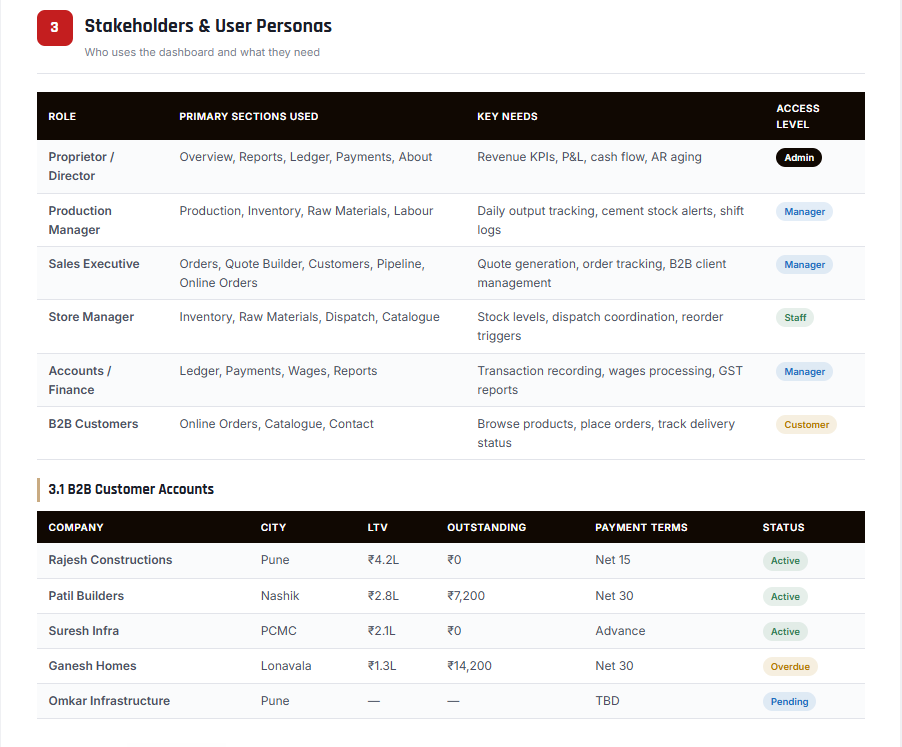 3
Stakeholders & User Personas
Who uses the dashboard and what they need
ROLE PRIMARY SECTIONS USED KEY NEEDS ACCESS
LEVEL
Proprietor / Overview, Reports, Ledger, Payments, About Revenue KPIs, P&L, cash flow, AR aging Admin
Director
Production Production, Inventory, Raw Materials, Labour Daily output tracking, cement stock alerts, shift Manager
Manager logs
Sales Executive Orders, Quote Builder, Customers, Pipeline, Quote generation, order tracking, B2B client Manager
Online Orders management
Store Manager Inventory, Raw Materials, Dispatch, Catalogue Stock levels, dispatch coordination, reorder Staff
triggers
Accounts / Ledger, Payments, Wages, Reports Transaction recording, wages processing, GST Manager
Finance reports
B2B Customers Online Orders, Catalogue, Contact Browse products, place orders, track delivery Customer
status
3.1 B2B Customer Accounts
COMPANY CITY LTV OUTSTANDING PAYMENT TERMS STATUS
Rajesh Constructions Pune ₹4.2L ₹0 Net 15 Active
Patil Builders Nashik ₹2.8L ₹7,200 Net 30 Active
Suresh Infra PCMC ₹2.1L ₹0 Advance Active
Ganesh Homes Lonavala ₹1.3L ₹14,200 Net 30 Overdue
Omkar Infrastructure Pune — — TBD Pending